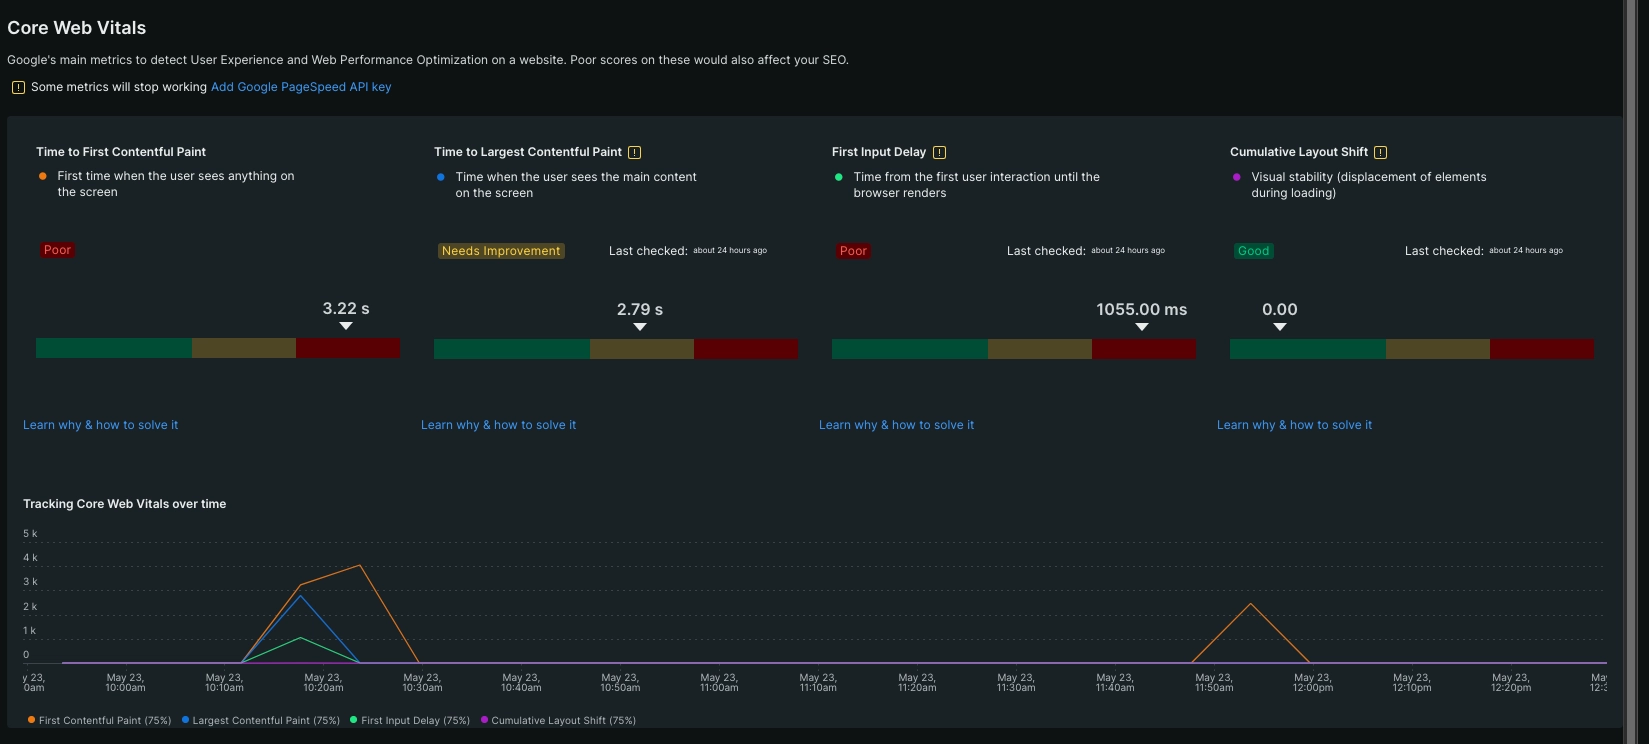 Core Web Vitals
Google's main metrics to detect User Experience and Web Performance Optimization on a website. Poor scores on these would also affect your SEO.
Some metrics will stop working Add Google PageSpeed API key
Time to First Contentful Paint
First time when the user sees anything on
the screen
Poor
3.22 s
Learn why & how to solve it
Time to Largest Contentful Paint
Time when the user sees the main content
on the screen
Needs Improvement
Last checked: about 24 hours ago
2.79 s
Learn why & how to solve it
First Input Delay
Time from the first user interaction until the
browser renders
Poor
Last checked: about 24 hours ago
1055.00 ms
Learn why & how to solve it
Cumulative Layout Shift
Visual stability (displacement of elements
during loading)
Good
Last checked: about 24 hours ago
0.00
Learn why & how to solve it
Tracking Core Web Vitals over time
5 k
4 k
3 k
2 k
1 k
0
y 23,
0am
May 23,
10:00am
May 23,
10:10am
May 23,
10:20am
May 23,
10:30am
May 23,
10:40am
May 23,
10:50am
May 23,
11:00am
May 23,
11:10am
May 23,
11:20am
May 23,
11:30am
May 23,
11:40am
May 23,
11:50am
May 23,
12:00pm
May 23,
12:10pm
May 23,
12:20pm
May
12:3
First Contentful Paint (75%)
Largest Contentful Paint (75%)
First Input Delay (75%)
Cumulative Layout Shift (75%)